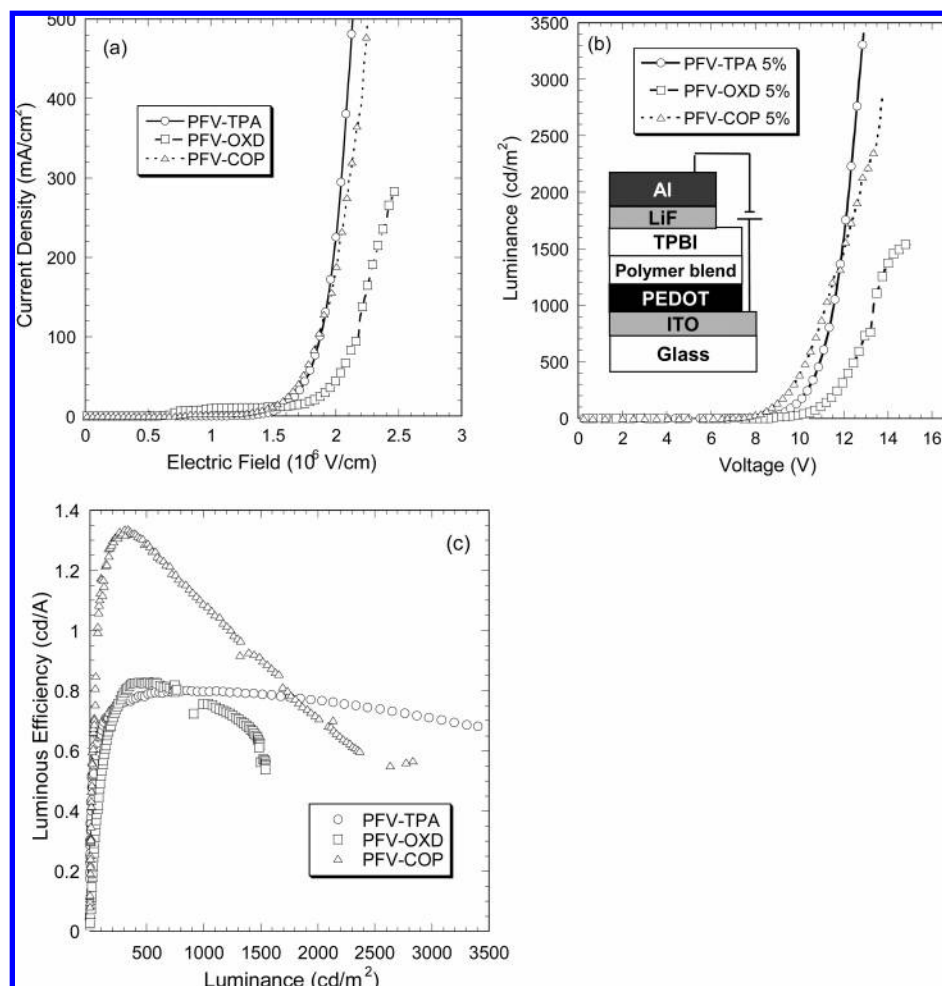 (a)
500
400
300
200
100
0
Current Density (mA/cm²)
PFV-TPA
PFV-OXD
PFV-COP
0 0.5 1 1.5 2 2.5 3
Electric Field (10⁶ V/cm)
(b)
3500
3000
2500
2000
1500
1000
500
0
Luminance (cd/m²)
PFV-TPA 5%
PFV-OXD 5%
PFV-COP 5%
Al
LiF
TPBI
Polymer blend
PEDOT
ITO
Glass
0 2 4 6 8 10 12 14 16
Voltage (V)
(c)
1.4
1.2
1
0.8
0.6
0.4
0.2
0
Luminous Efficiency (cd/A)
PFV-TPA
PFV-OXD
PFV-COP
500 1000 1500 2000 2500 3000 3500
Luminance (cd/m²)